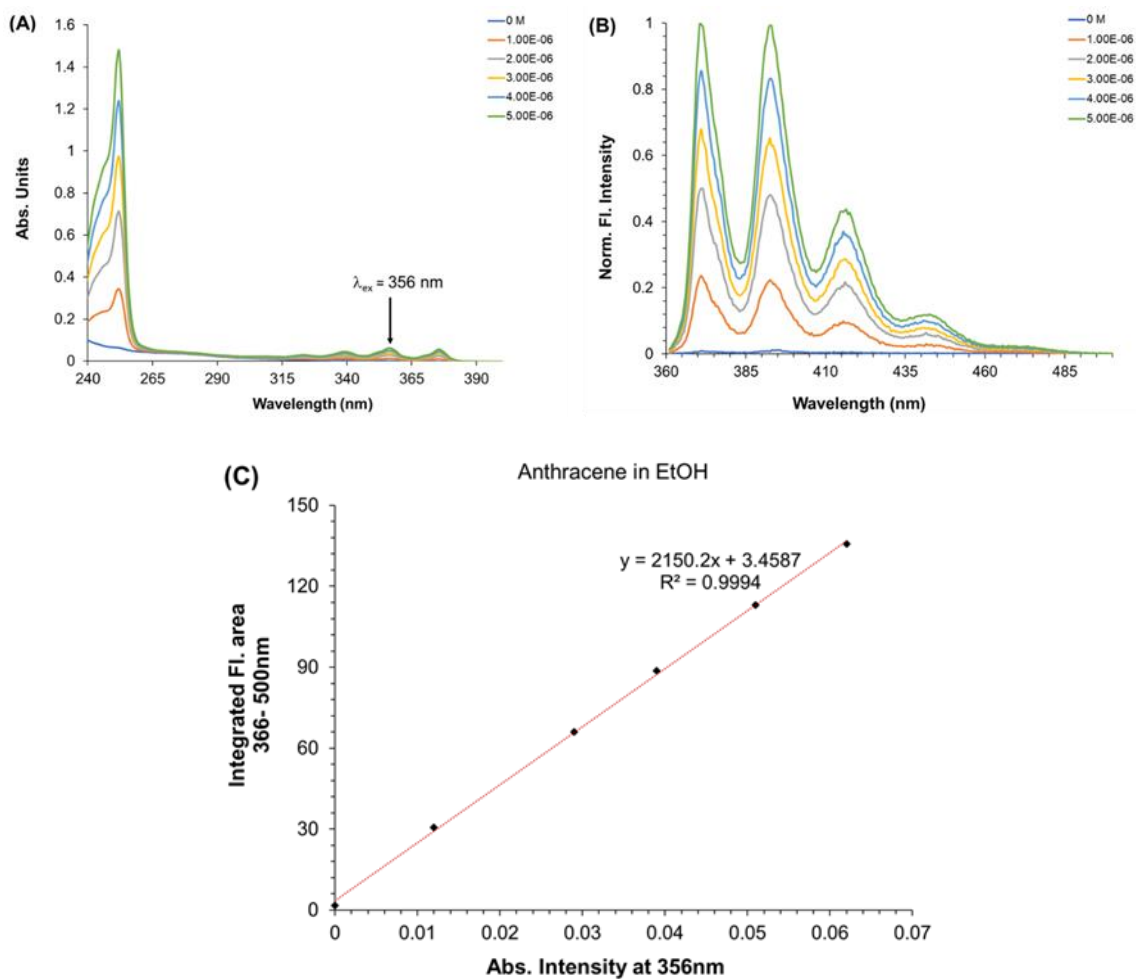 (A)
0 M
1.00E-06
2.00E-06
3.00E-06
4.00E-06
5.00E-06
1.6
1.4
1.2
1
0.8
0.6
0.4
0.2
0
Abs. Units
λex = 356 nm
240 265 290 315 340 365 390
Wavelength (nm)
(B)
0 M
1.00E-06
2.00E-06
3.00E-06
4.00E-06
5.00E-06
1
0.8
0.6
0.4
0.2
0
Norm. Fl. Intensity
360 385 410 435 460 485
Wavelength (nm)
(C)
Anthracene in EtOH
150
120
90
60
30
0
Integrated Fl. area
366- 500nm
y = 2150.2x + 3.4587
R² = 0.9994
0 0.01 0.02 0.03 0.04 0.05 0.06 0.07
Abs. Intensity at 356nm